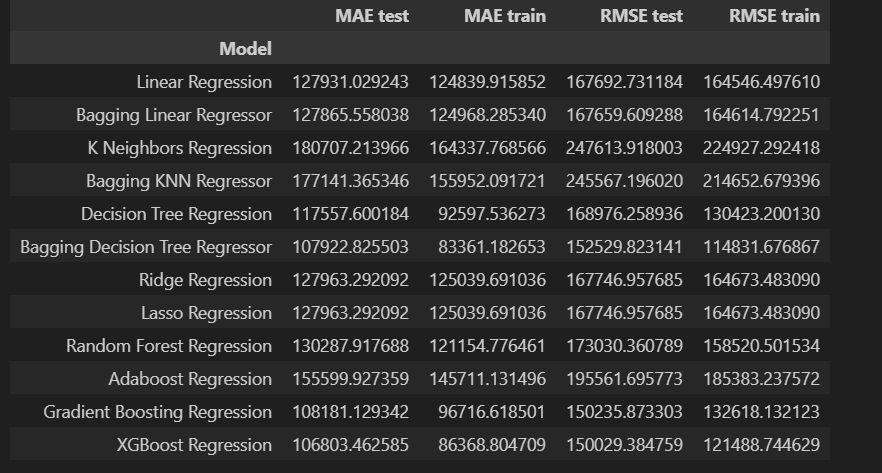 MAE test MAE train RMSE test RMSE train
Model
Linear Regression 127931.029243 124839.915852 167692.731184 164546.497610
Bagging Linear Regressor 127865.558038 124968.285340 167659.609288 164614.792251
K Neighbors Regression 180707.213966 164337.768566 247613.918003 224927.292418
Bagging KNN Regressor 177141.365346 155952.091721 245567.196020 214652.679396
Decision Tree Regression 117557.600184 92597.536273 168976.258936 130423.200130
Bagging Decision Tree Regressor 107922.825503 83361.182653 152529.823141 114831.676867
Ridge Regression 127963.292092 125039.691036 167746.957685 164673.483090
Lasso Regression 127963.292092 125039.691036 167746.957685 164673.483090
Random Forest Regression 130287.917688 121154.776461 173030.360789 158520.501534
Adaboost Regression 155599.927359 145711.131496 195561.695773 185383.237572
Gradient Boosting Regression 108181.129342 96716.618501 150235.873303 132618.132123
XGBoost Regression 106803.462585 86368.804709 150029.384759 121488.744629